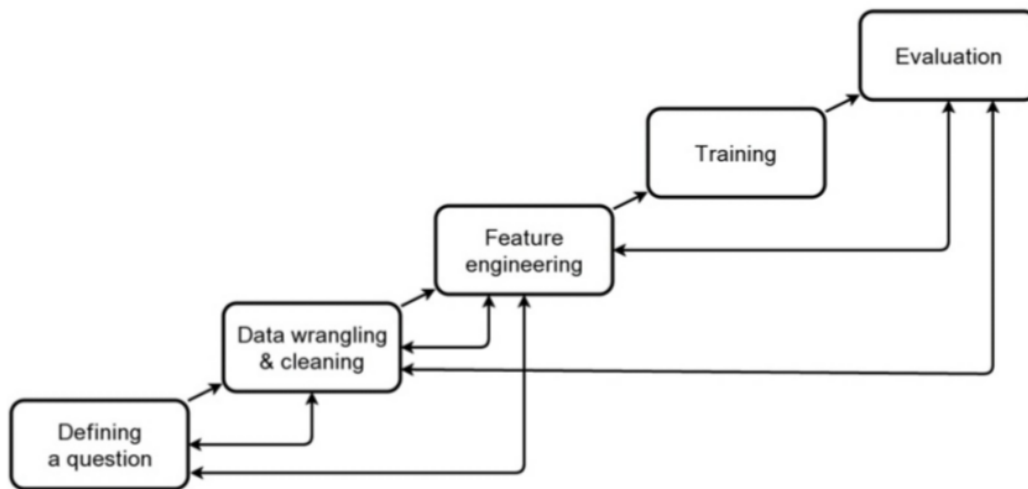 Evaluation
Training
Feature
engineering
Data wrangling
& cleaning
Defining
a question